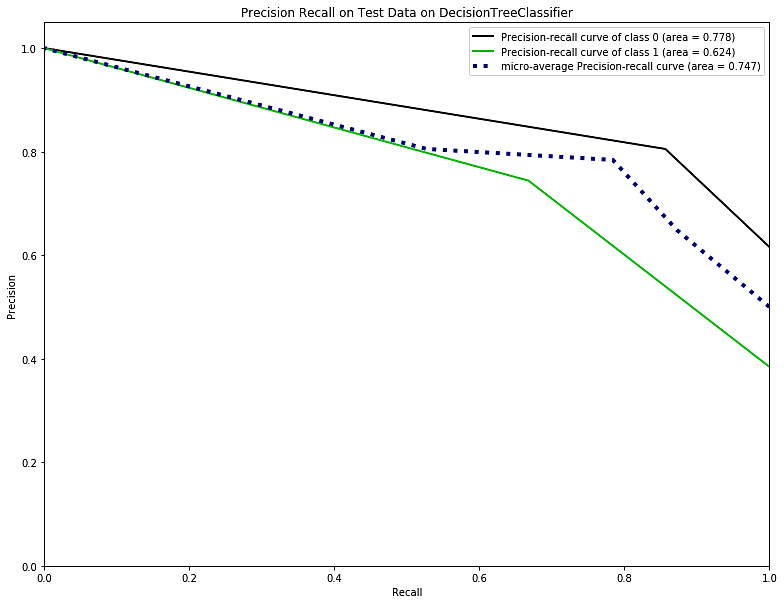 Precision Recall on Test Data on DecisionTreeClassifier
Precision-recall curve of class 0 (area = 0.778)
Precision-recall curve of class 1 (area = 0.624)
micro-average Precision-recall curve (area = 0.747)
1.0
0.8
0.6
0.4
0.2
0.0
Precision
0.0 0.2 0.4 0.6 0.8 1.0
Recall